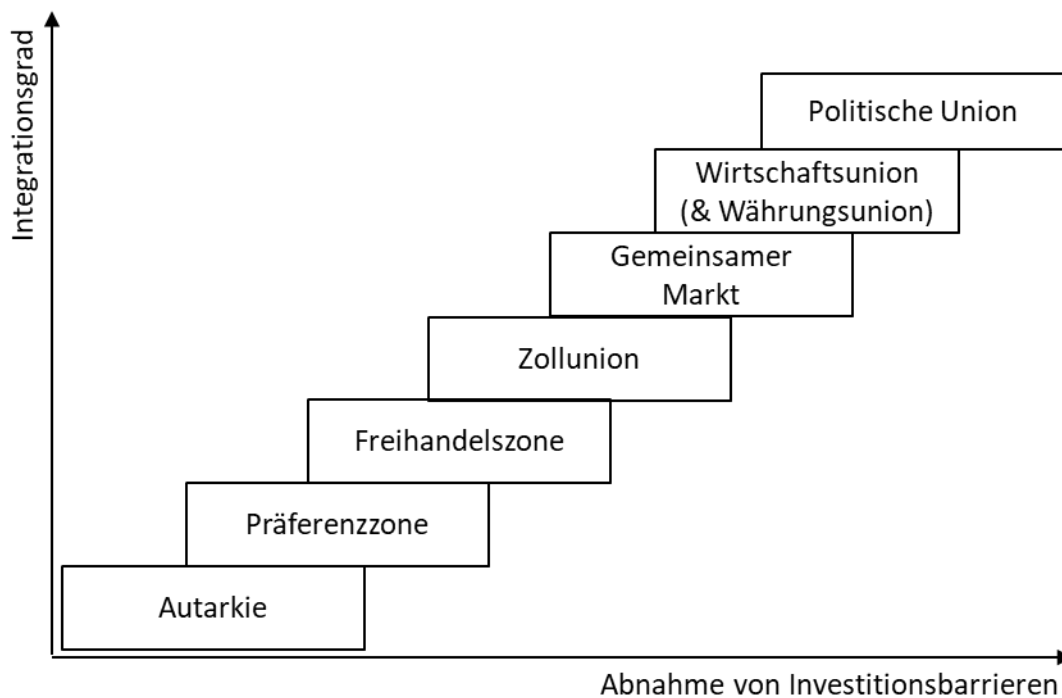 Integrationsgrad
Politische Union
Wirtschaftsunion
(& Währungsunion)
Gemeinsamer
Markt
Zollunion
Freihandelszone
Präferenzzone
Autarkie
Abnahme von Investitionsbarrieren